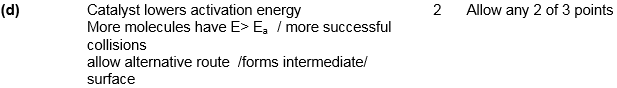 (d) Catalyst lowers activation energy 2 Allow any 2 of 3 points
More molecules have E> Ea / more successful
collisions
allow alternative route /forms intermediate/
surface